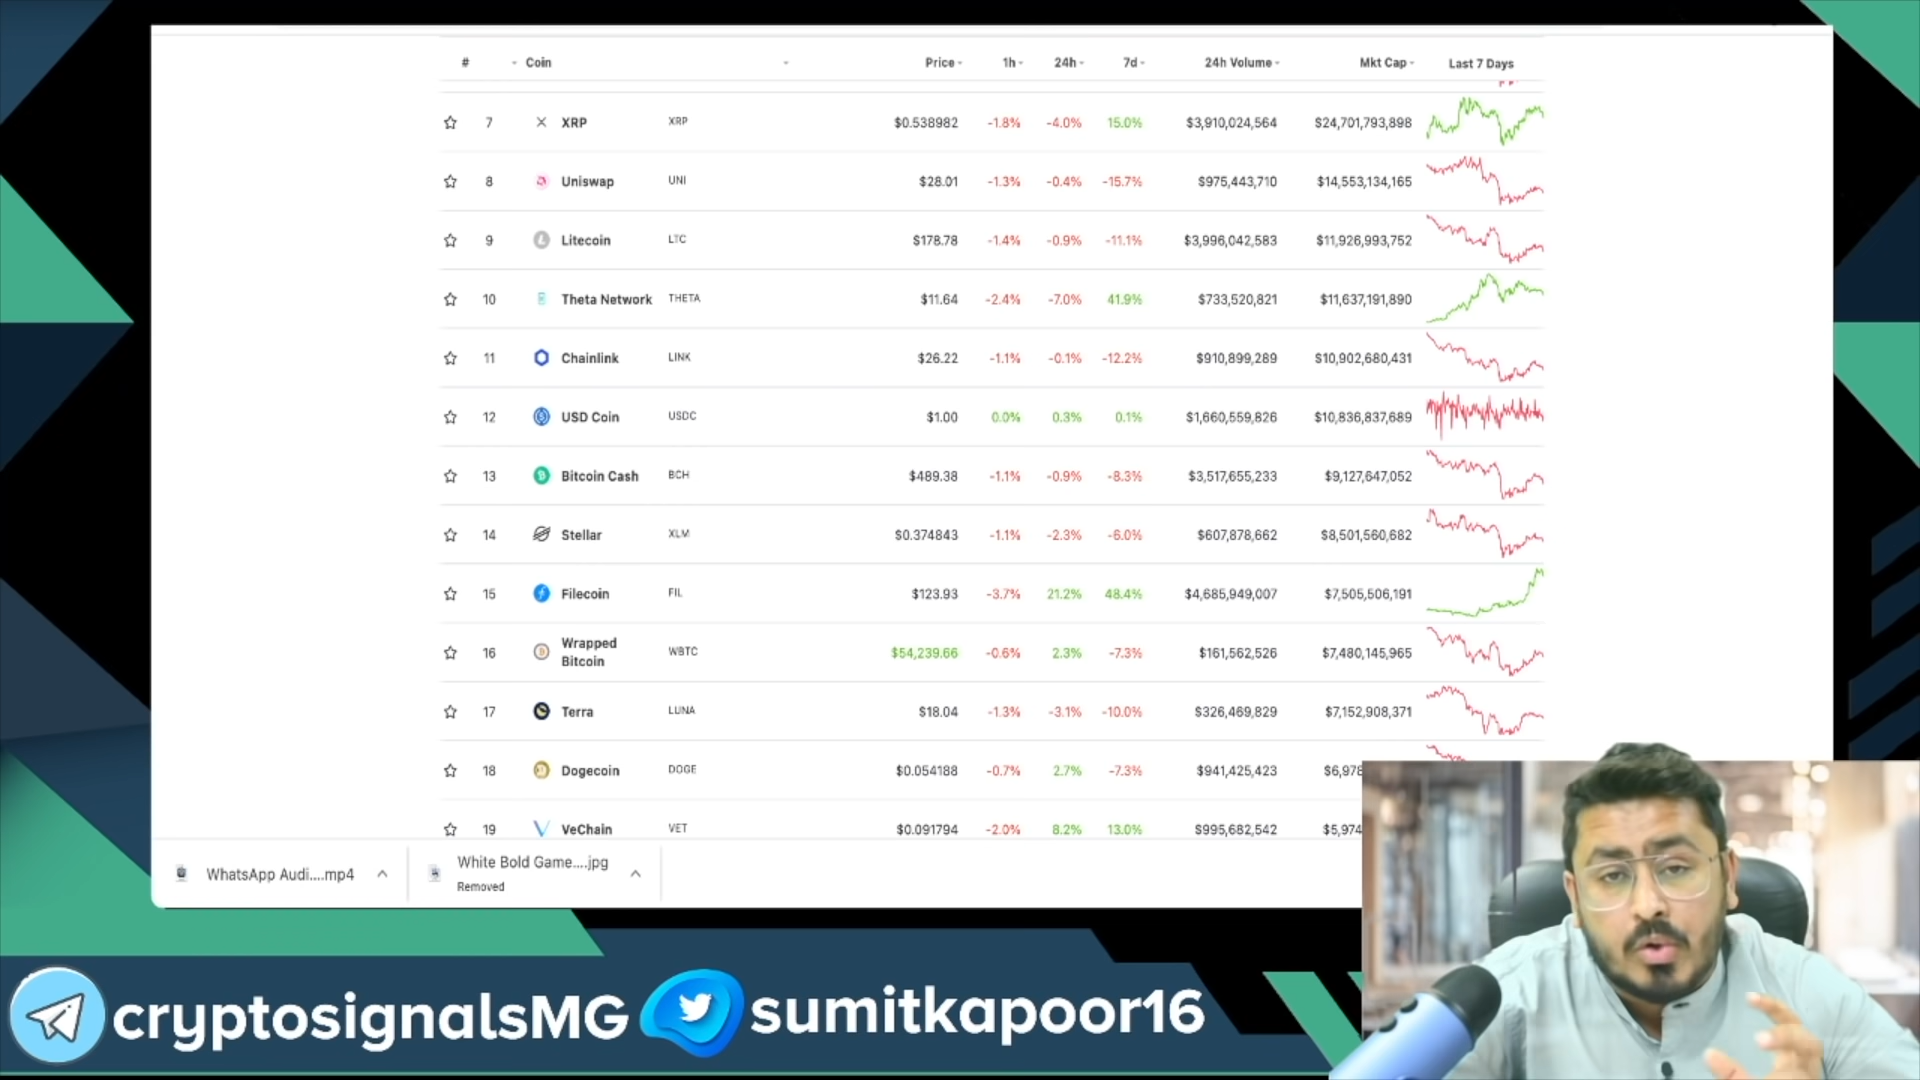 # Coin Price 1h 24h 7d 24h Volume Mkt Cap Last 7 Days
7 XRP XRP $0.538982 -1.8% -4.0% 15.0% $3,910,024,564 $24,701,793,898
8 Uniswap UNI $28.01 -1.3% -0.4% -15.7% $975,443,710 $14,553,134,165
9 Litecoin LTC $178.78 -1.4% -0.9% -11.1% $3,996,042,583 $11,926,993,752
10 Theta Network THETA $11.64 -2.4% -7.0% 41.9% $733,520,821 $11,637,191,890
11 Chainlink LINK $26.22 -1.1% -0.1% -12.2% $910,899,289 $10,902,680,431
12 USD Coin USDC $1.00 0.0% 0.3% 0.1% $1,660,559,826 $10,836,837,689
13 Bitcoin Cash BCH $489.38 -1.1% -0.9% -8.3% $3,517,655,233 $9,127,647,052
14 Stellar XLM $0.374843 -1.1% -2.3% -6.0% $607,878,662 $8,501,560,682
15 Filecoin FIL $123.93 -3.7% 21.2% 48.4% $4,685,949,007 $7,505,506,191
16 Wrapped Bitcoin WBTC $54,239.66 -0.6% 2.3% -7.3% $161,562,526 $7,480,145,965
17 Terra LUNA $18.04 -1.3% -3.1% -10.0% $326,469,829 $7,152,908,371
18 Dogecoin DOGE $0.054188 -0.7% 2.7% -7.3% $941,425,423 $6,978
19 VeChain VET $0.091794 -2.0% 8.2% 13.0% $995,682,542 $5,974
WhatsApp Audi....mp4
White Bold Game....jpg
Removed
cryptosignalsMG
sumitkapoor16